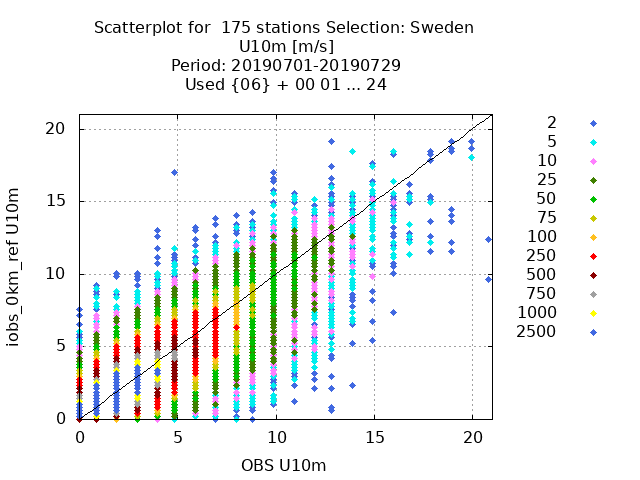 Scatterplot for  175 stations Selection: Sweden
U10m [m/s]
Period: 20190701-20190729
Used {06} + 00 01 ... 24
20
15
10
5
0
iobs_0km_ref U10m
0 5 10 15 20
OBS U10m
2
5
10
25
50
75
100
250
500
750
1000
2500